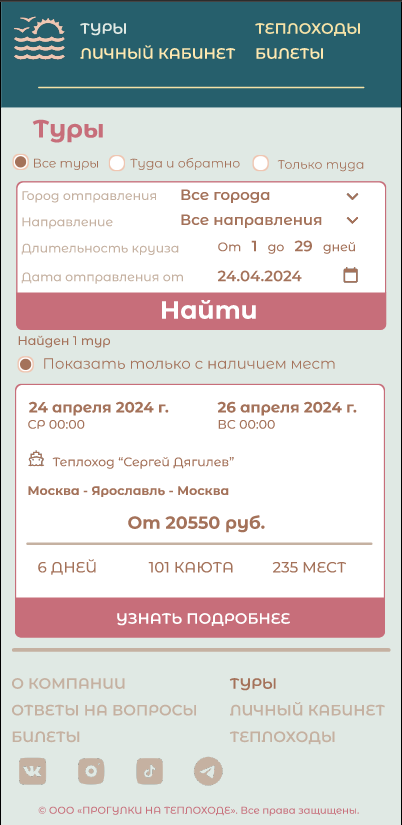 ТУРЫ ТЕПЛОХОДЫ
ЛИЧНЫЙ КАБИНЕТ БИЛЕТЫ
Туры
Все туры Туда и обратно Только туда
Город отправления Все города
Направление Все направления
Длительность круиза От 1 до 29 дней
Дата отправления от 24.04.2024
Найти
Найден 1 тур
Показать только с наличием мест
24 апреля 2024 г. 26 апреля 2024 г.
СР 00:00 ВС 00:00
Теплоход “Сергей Дягилев”
Москва - Ярославль - Москва
От 20550 руб.
6 ДНЕЙ 101 КАЮТА 235 МЕСТ
УЗНАТЬ ПОДРОБНЕЕ
О КОМПАНИИ ТУРЫ
ОТВЕТЫ НА ВОПРОСЫ ЛИЧНЫЙ КАБИНЕТ
БИЛЕТЫ ТЕПЛОХОДЫ
© ООО «ПРОГУЛКИ НА ТЕПЛОХОДЕ». Все права защищены.